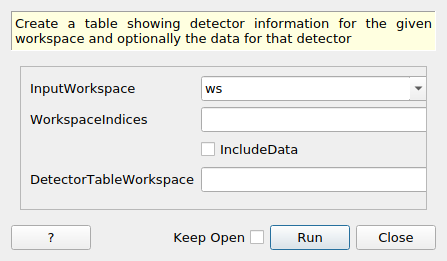 Create a table showing detector information for the given
workspace and optionally the data for that detector
InputWorkspace ws
WorkspaceIndices
IncludeData
DetectorTableWorkspace
? Keep Open Run Close